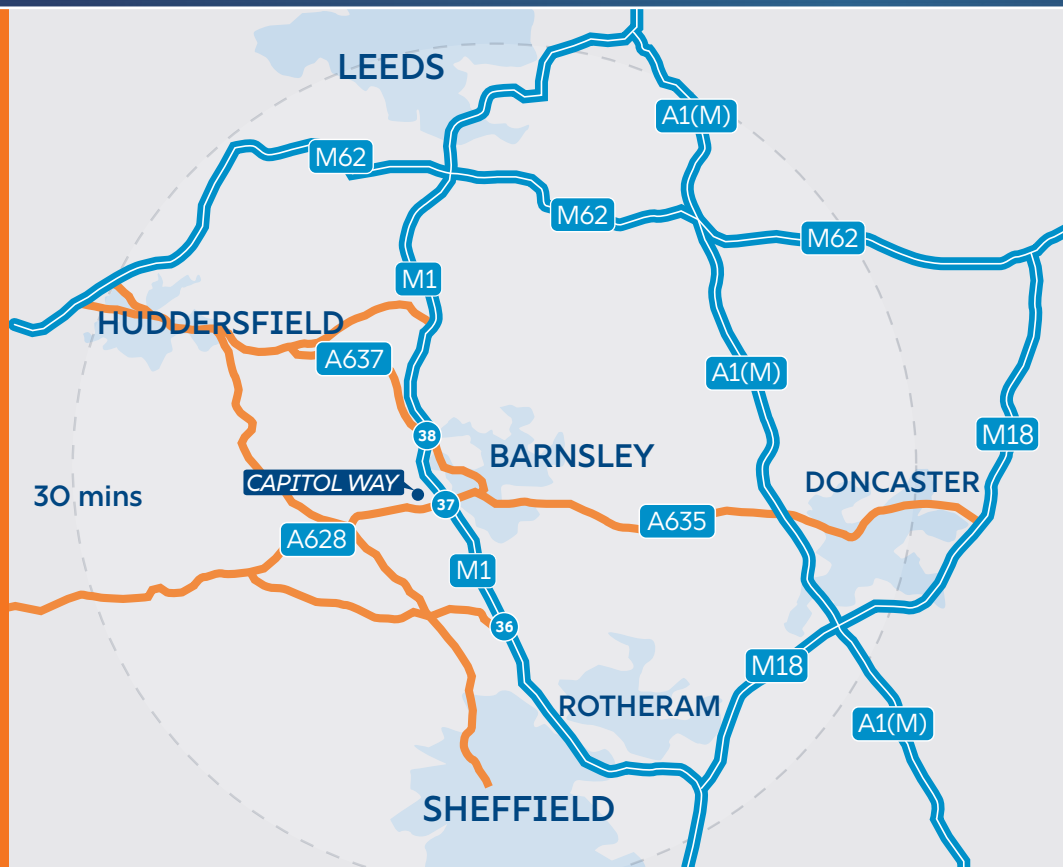 LEEDS
A1(M)
M62
M62
M62
M1
HUDDERSFIELD
A637
A1(M)
38
M18
BARNSLEY
CAPITOL WAY
DONCASTER
30 mins
37
A635
A628
M1
36
M18
ROTHERAM
A1(M)
SHEFFIELD